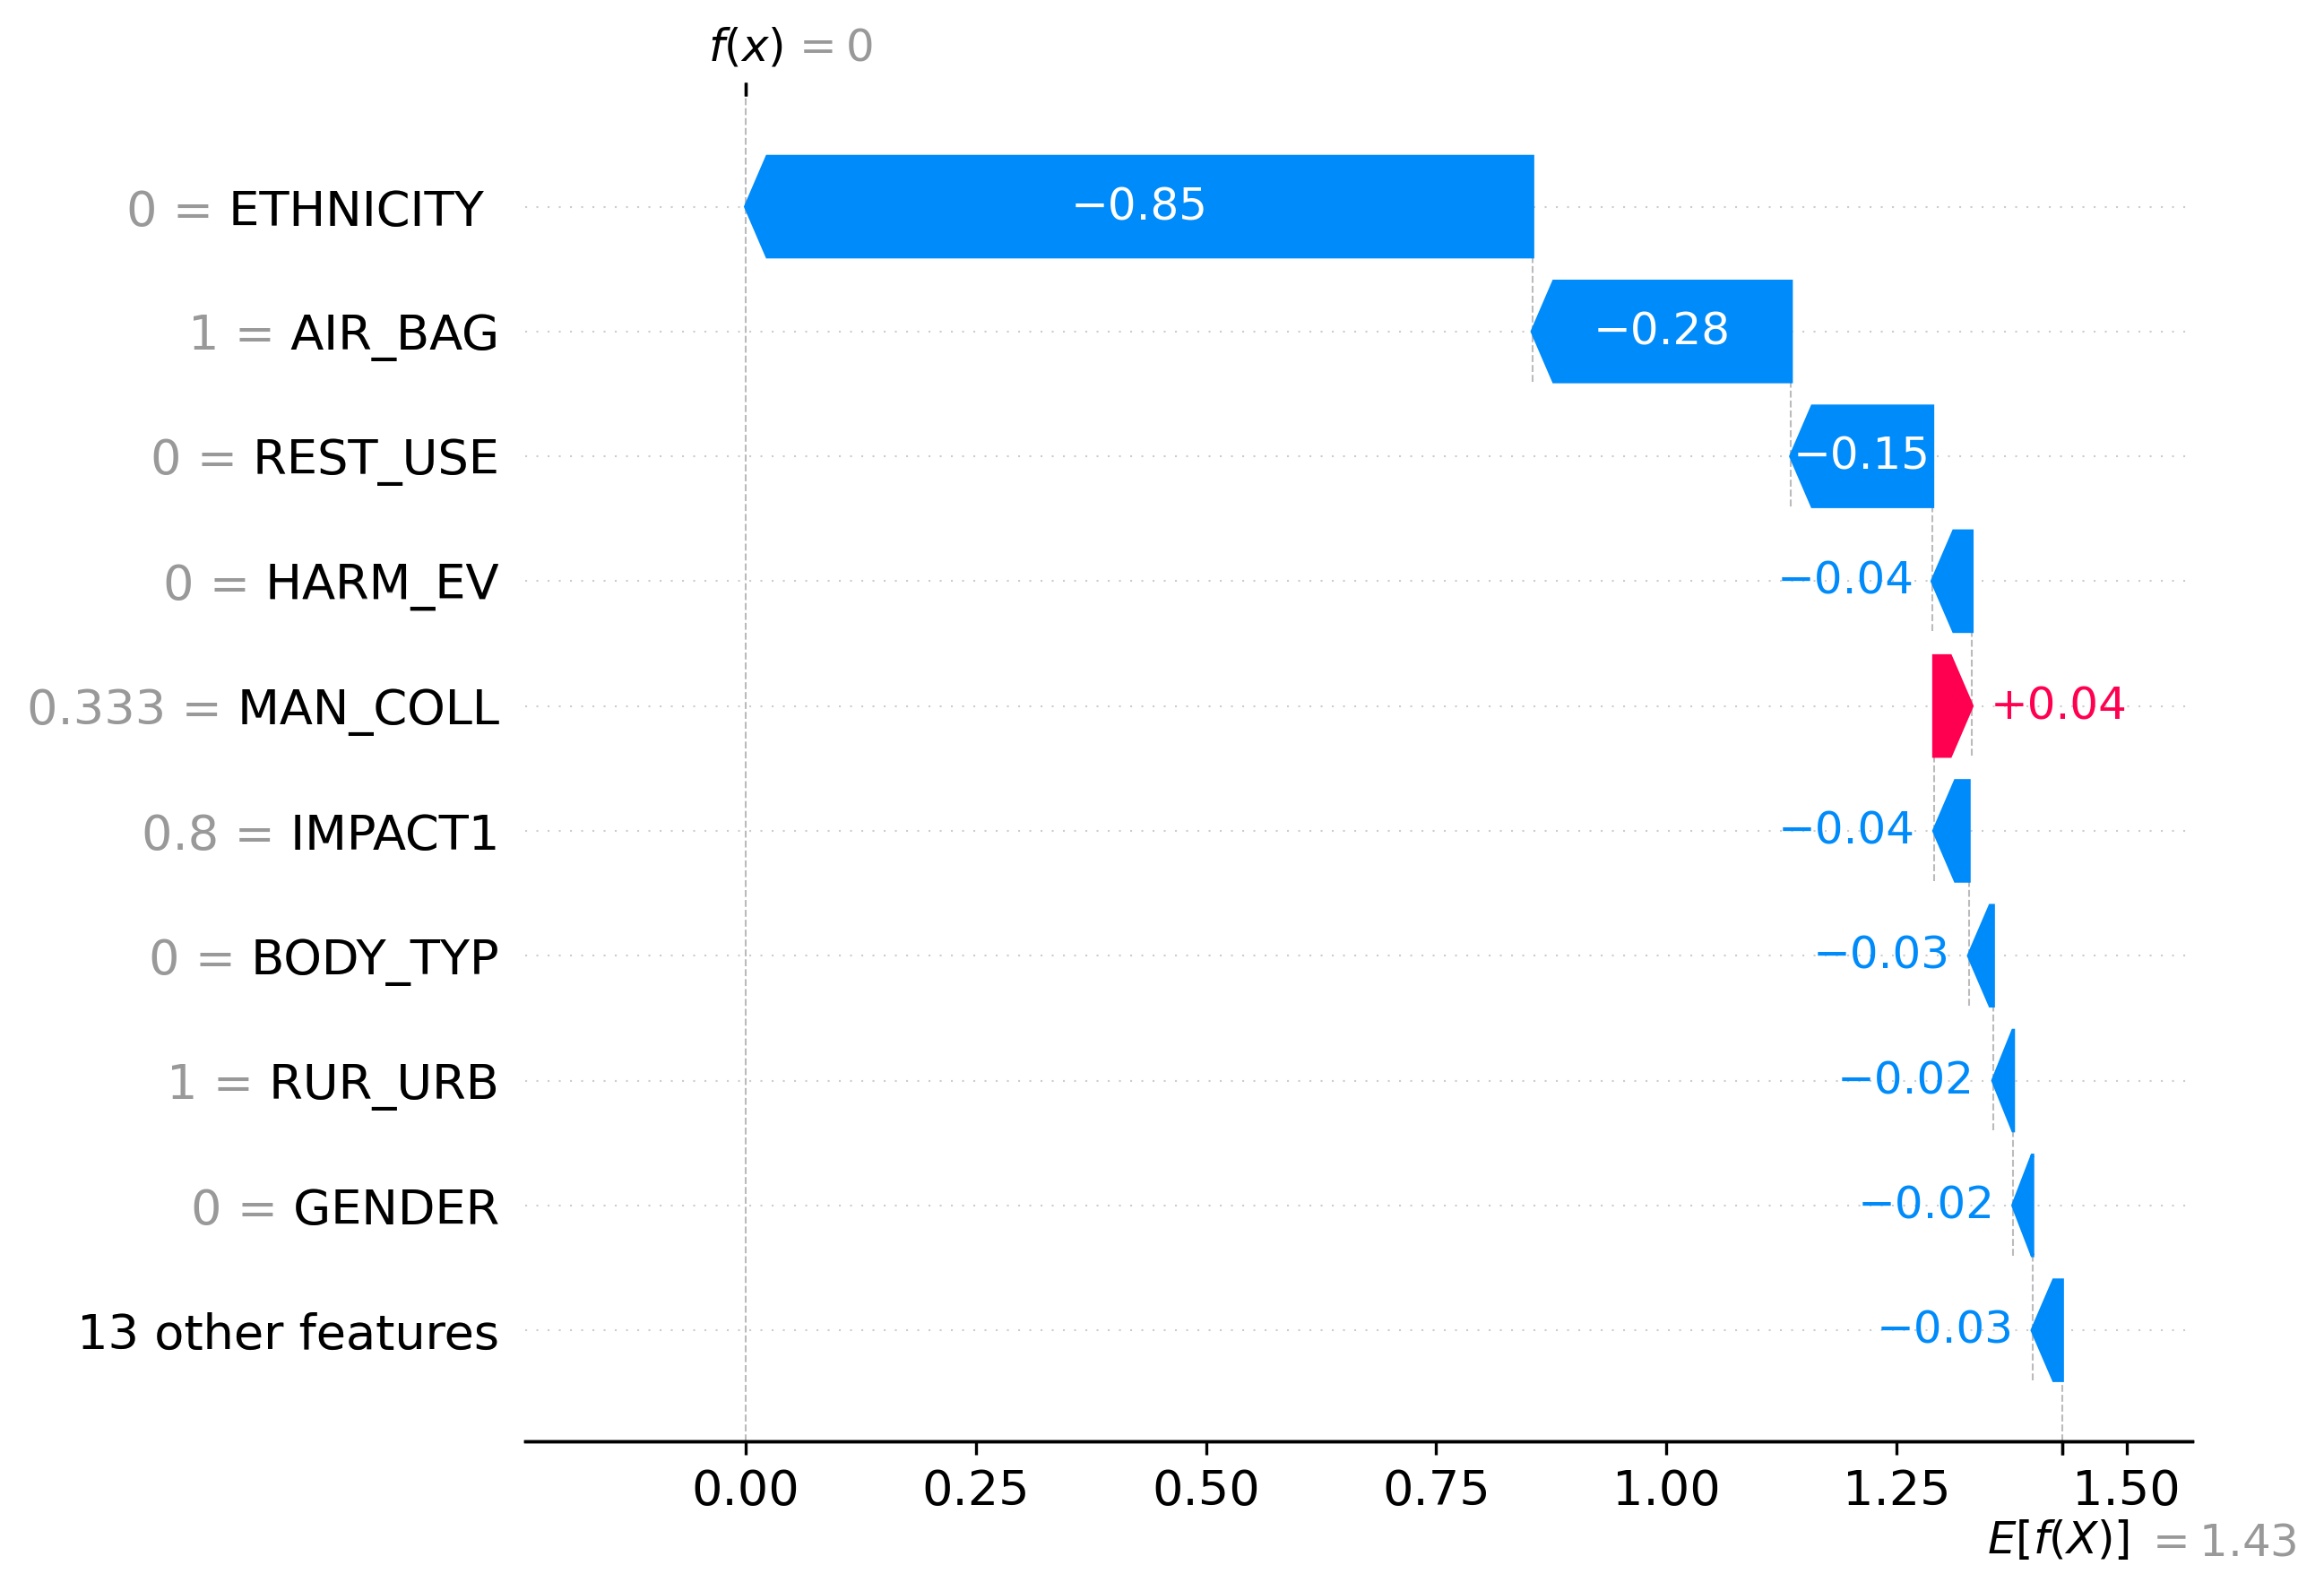 f(x) = 0
0 = ETHNICITY
−0.85
1 = AIR_BAG
−0.28
0 = REST_USE
−0.15
0 = HARM_EV
−0.04
0.333 = MAN_COLL
+0.04
0.8 = IMPACT1
−0.04
0 = BODY_TYP
−0.03
1 = RUR_URB
−0.02
0 = GENDER
−0.02
13 other features
−0.03
0.00 0.25 0.50 0.75 1.00 1.25 1.50
E[f(X)] = 1.43